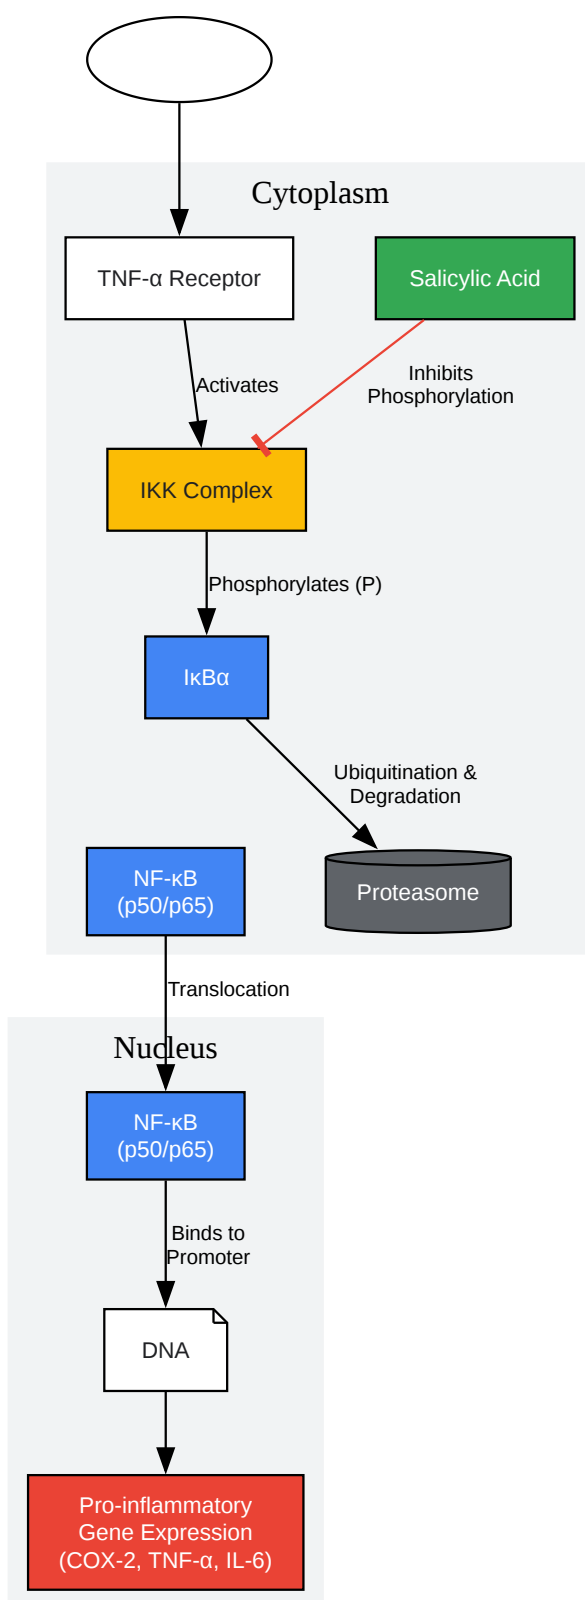 Cytoplasm
TNF-α Receptor
Salicylic Acid
Activates
Inhibits
Phosphorylation
IKK Complex
Phosphorylates (P)
IκBα
Ubiquitination &
Degradation
NF-κB
(p50/p65)
Proteasome
Translocation
Nucleus
NF-κB
(p50/p65)
Binds to
Promoter
DNA
Pro-inflammatory
Gene Expression
(COX-2, TNF-α, IL-6)